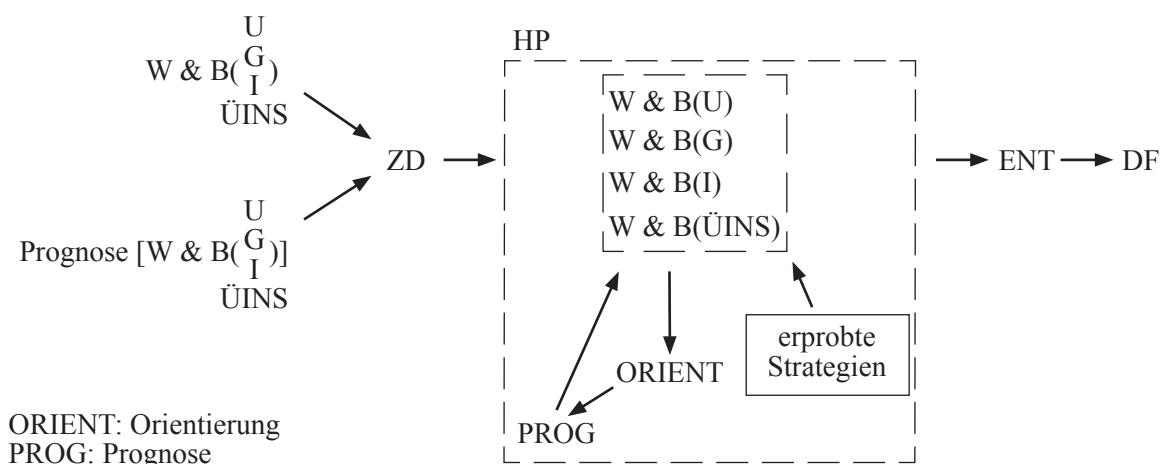 U
W & B(G)
I
ÜINS
Prognose [W & B(G)]
U
I
ÜINS
ZD
HP
W & B(U)
W & B(G)
W & B(I)
W & B(ÜINS)
erprobte
Strategien
ORIENT
PROG
ENT
DF
ORIENT: Orientierung
PROG: Prognose